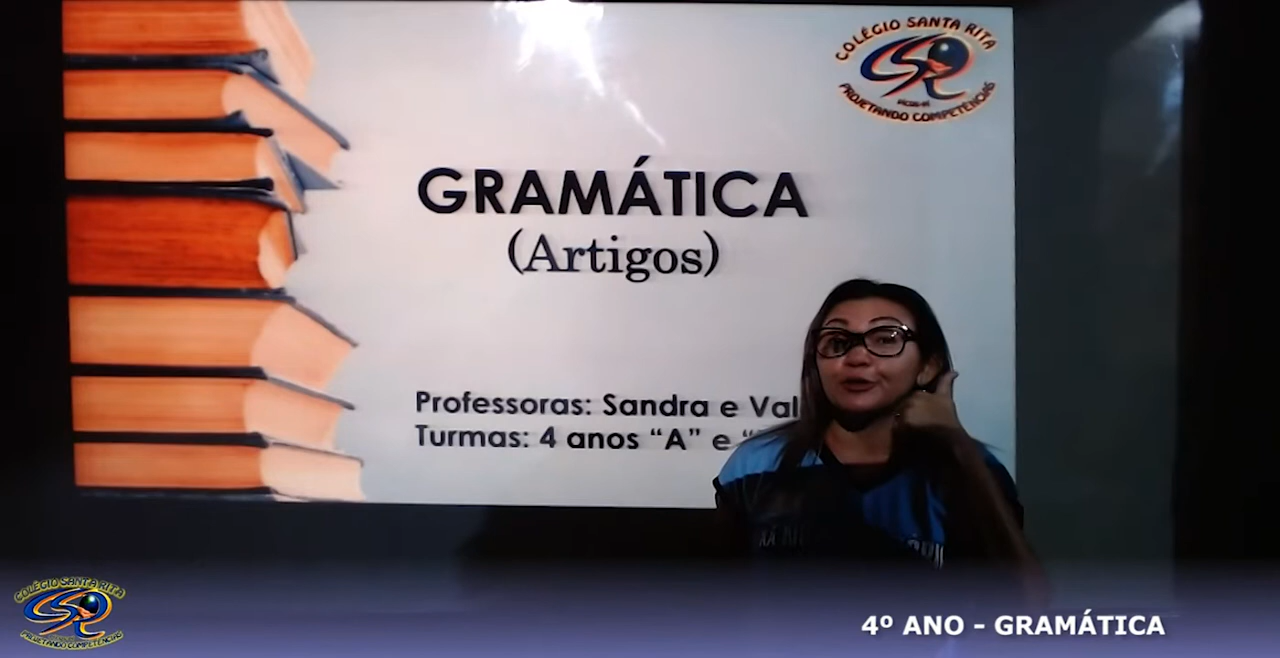 COLÉGIO SANTA RITA
PROJETANDO COMPETÊNCIAS
GRAMÁTICA
(Artigos)
Professoras: Sandra e Val
Turmas: 4 anos “A” e “
COLÉGIO SANTA RITA
PROJETANDO COMPETÊNCIAS
4º ANO - GRAMÁTICA